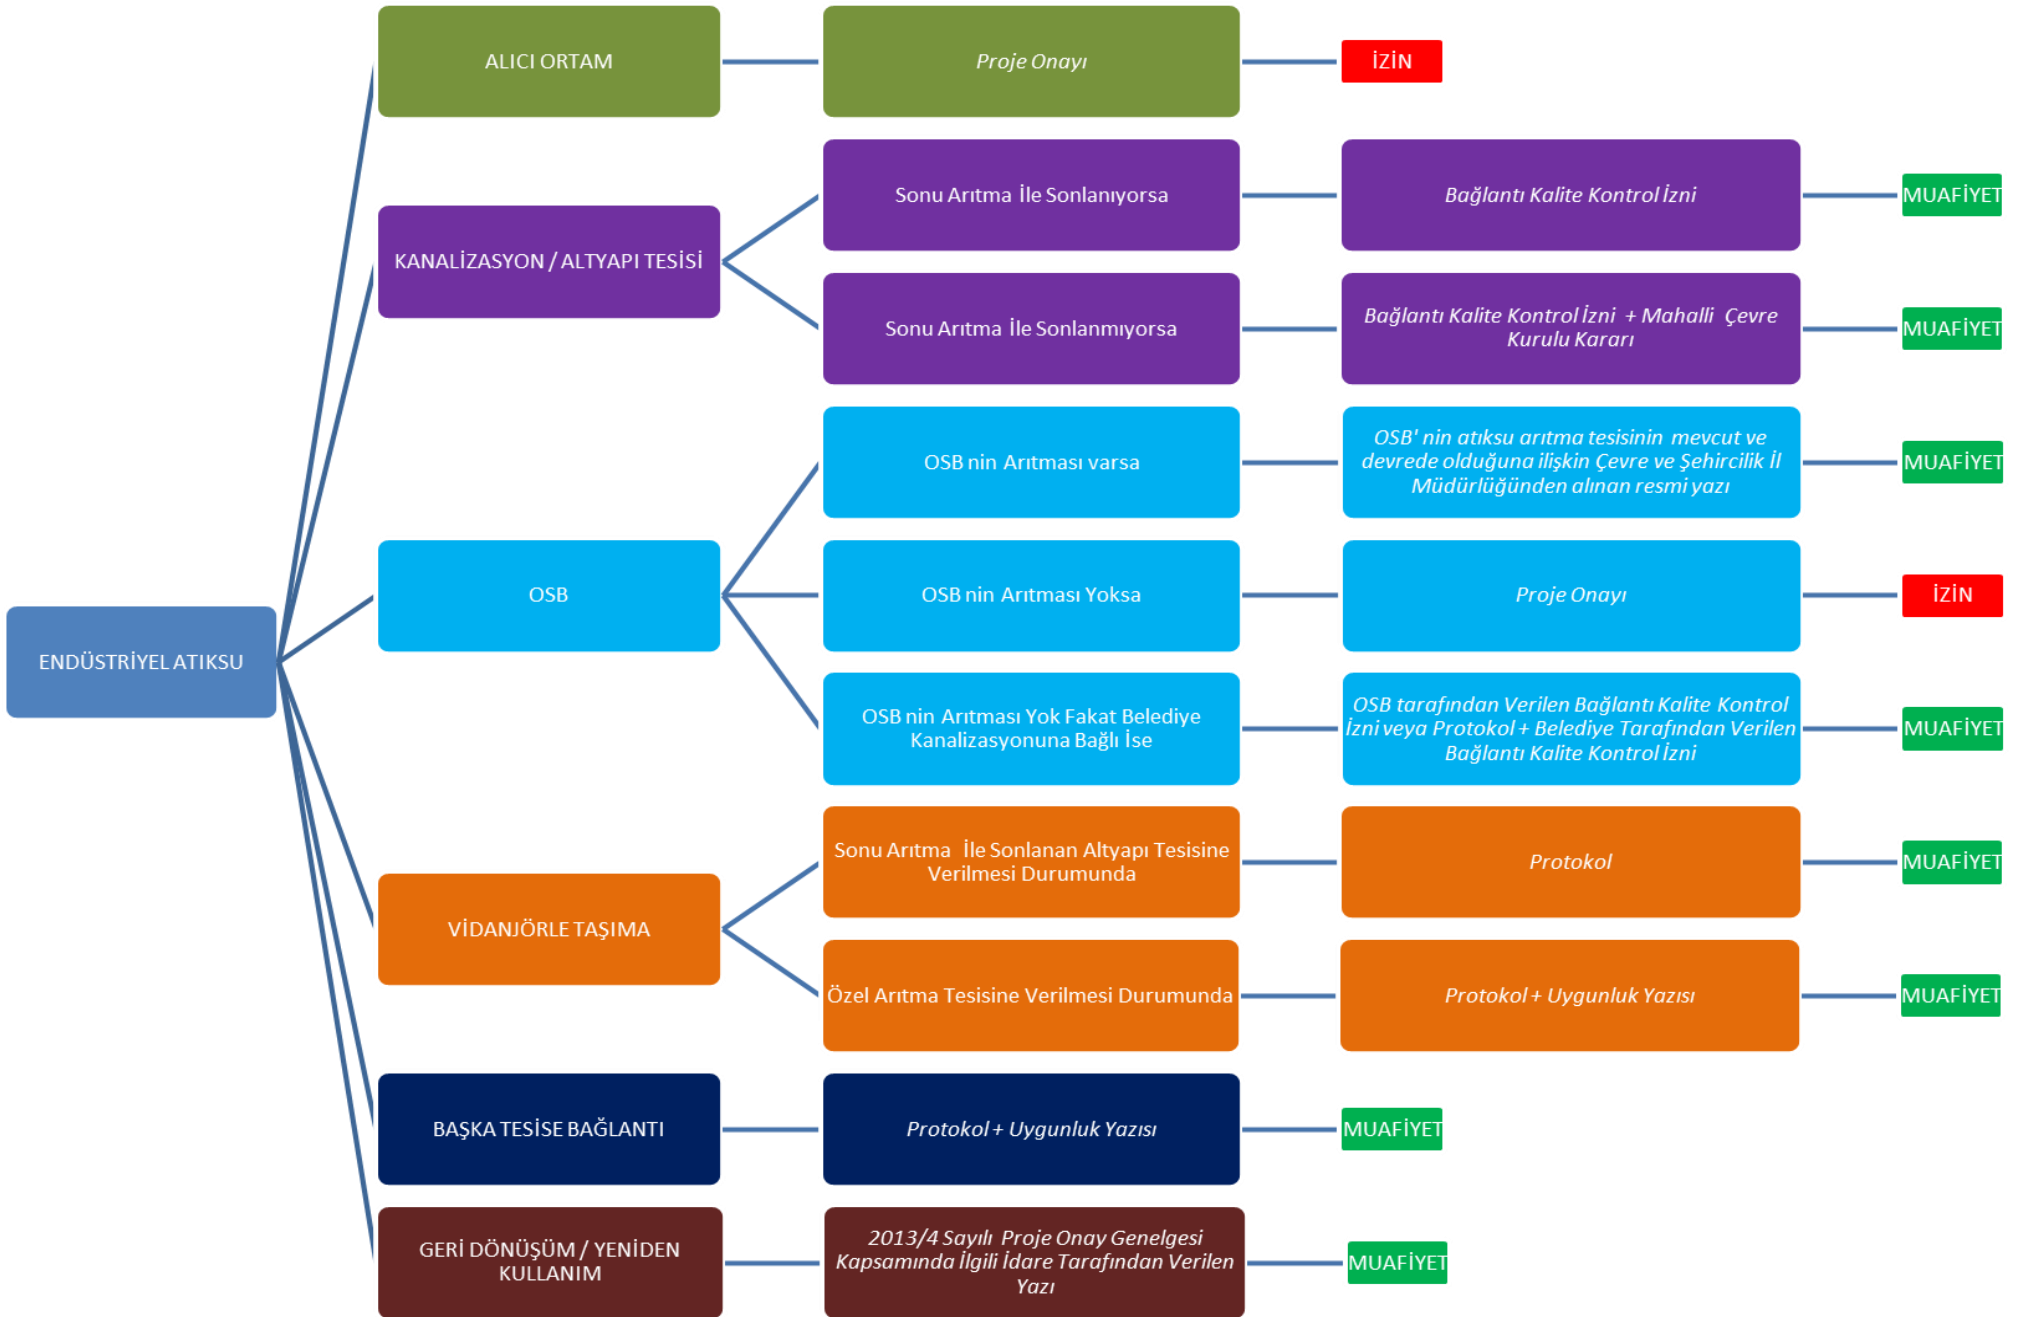 ALICI ORTAM
Proje Onayı
İZİN
KANALİZASYON / ALTYAPI TESİSİ
Sonu Arıtma İle Sonlanıyorsa
Bağlantı Kalite Kontrol İzni
MUAFİYET
Sonu Arıtma İle Sonlanmıyorsa
Bağlantı Kalite Kontrol İzni + Mahalli Çevre
Kurulu Kararı
MUAFİYET
ENDÜSTRİYEL ATIKSU
OSB
OSB nin Arıtması varsa
OSB' nin atıksu arıtma tesisinin mevcut ve
devrede olduğuna ilişkin Çevre ve Şehircilik İl
Müdürlüğünden alınan resmi yazı
MUAFİYET
OSB nin Arıtması Yoksa
Proje Onayı
İZİN
OSB nin Arıtması Yok Fakat Belediye
Kanalizasyonuna Bağlı İse
OSB tarafından Verilen Bağlantı Kalite Kontrol
İzni veya Protokol + Belediye Tarafından Verilen
Bağlantı Kalite Kontrol İzni
MUAFİYET
VİDANJÖRLE TAŞIMA
Sonu Arıtma İle Sonlanan Altyapı Tesisine
Verilmesi Durumunda
Protokol
MUAFİYET
Özel Arıtma Tesisine Verilmesi Durumunda
Protokol + Uygunluk Yazısı
MUAFİYET
BAŞKA TESİSE BAĞLANTI
Protokol + Uygunluk Yazısı
MUAFİYET
GERİ DÖNÜŞÜM / YENİDEN
KULLANIM
2013/4 Sayılı Proje Onay Genelgesi
Kapsamında İlgili İdare Tarafından Verilen
Yazı
MUAFİYET